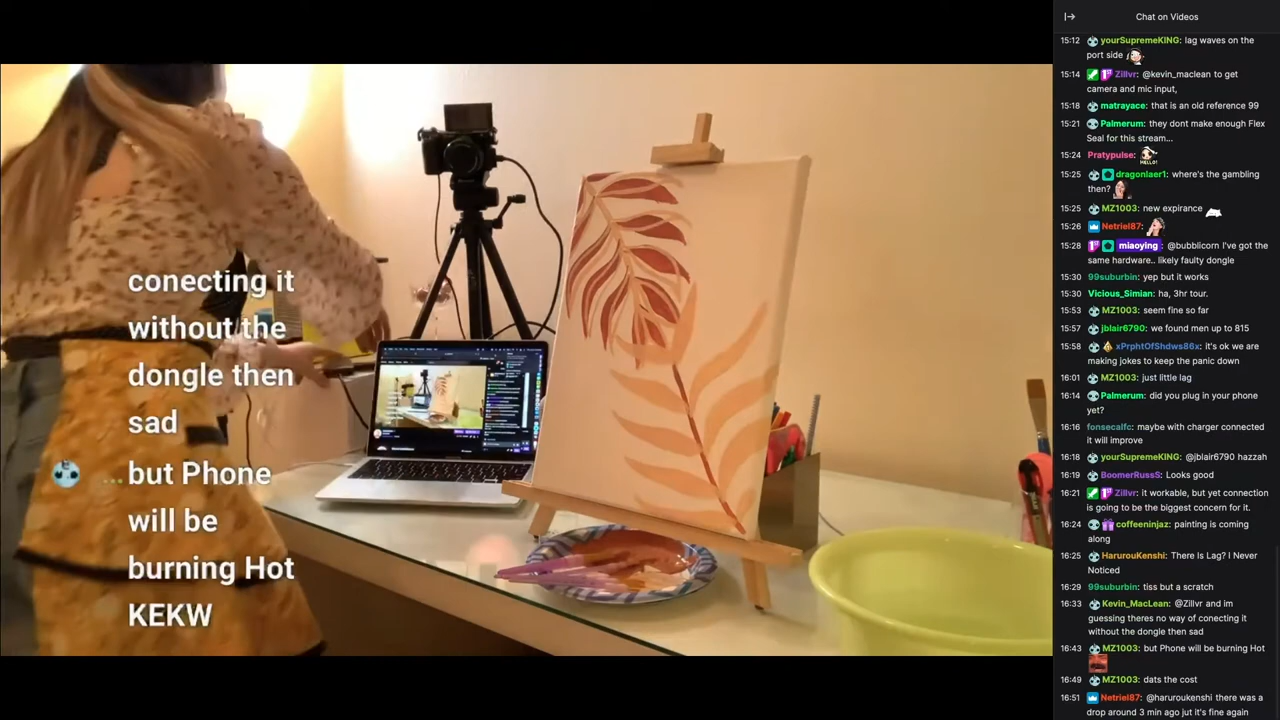 conecting it
without the
dongle then
sad
but Phone
will be
burning Hot
KEKW
Chat on Videos
15:12 yourSupremeKING: lag waves on the
port side
15:14 Zillvr: @kevin_maclean to get
camera and mic input,
15:18 matrayace: that is an old reference 99
15:21 Palmerum: they dont make enough Flex
Seal for this stream...
15:24 Pratypulse: HELLO!
15:25 dragonlaer1: where's the gambling
then?
15:25 MZ1003: new expirance
15:26 Netriel87:
15:28 miaoying @bubblicorn I've got the
same hardware.. likely faulty dongle
15:30 99suburbin: yep but it works
15:30 Vicious_Simian: ha, 3hr tour.
15:53 MZ1003: seem fine so far
15:57 jblair6790: we found men up to 815
15:58 xPrphtOfShdws86x: it's ok we are
making jokes to keep the panic down
16:01 MZ1003: just little lag
16:14 Palmerum: did you plug in your phone
yet?
16:16 fonsecalfc: maybe with charger connected
it will improve
16:18 yourSupremeKING: @jblair6790 hazzah
16:19 BoomerRussS: Looks good
16:21 Zillvr: it workable, but yet connection
is going to be the biggest concern for it.
16:24 coffeeninjaz: painting is coming
along
16:25 HarurouKenshi: There Is Lag? I Never
Noticed
16:29 99suburbin: tiss but a scratch
16:33 Kevin_MacLean: @Zillvr and im
guessing theres no way of conecting it
without the dongle then sad
16:43 MZ1003: but Phone will be burning Hot
16:49 MZ1003: dats the cost
16:51 Netriel87: @haruroukenshi there was a
drop around 3 min ago jut it's fine again